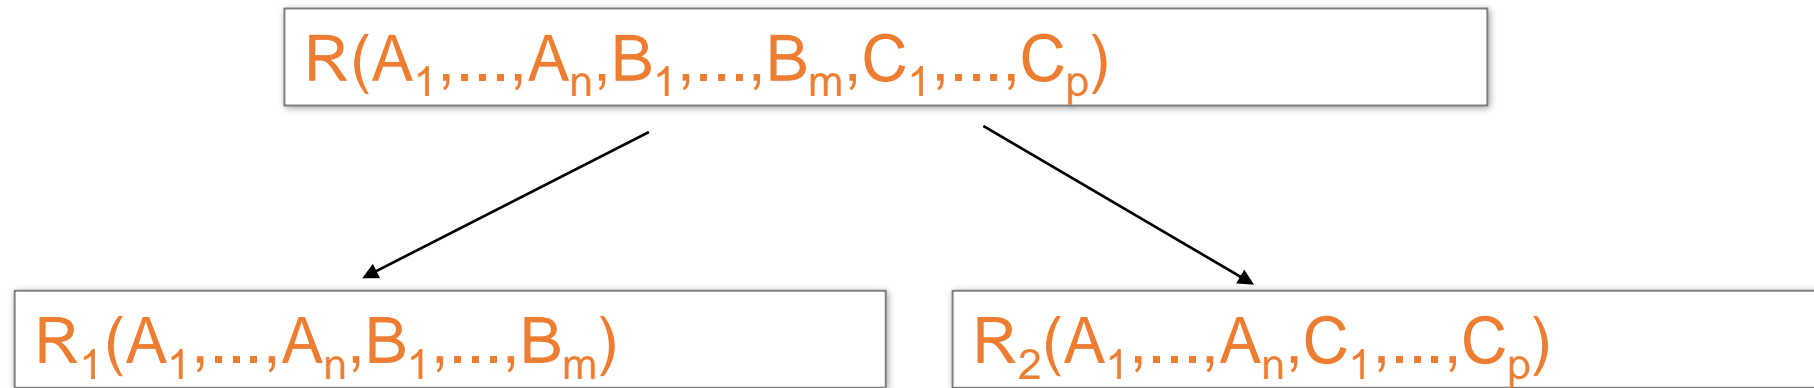 R(A₁,...,Aₙ,B₁,...,Bₘ,C₁,...,Cₚ)
R₁(A₁,...,Aₙ,B₁,...,Bₘ)
R₂(A₁,...,Aₙ,C₁,...,Cₚ)